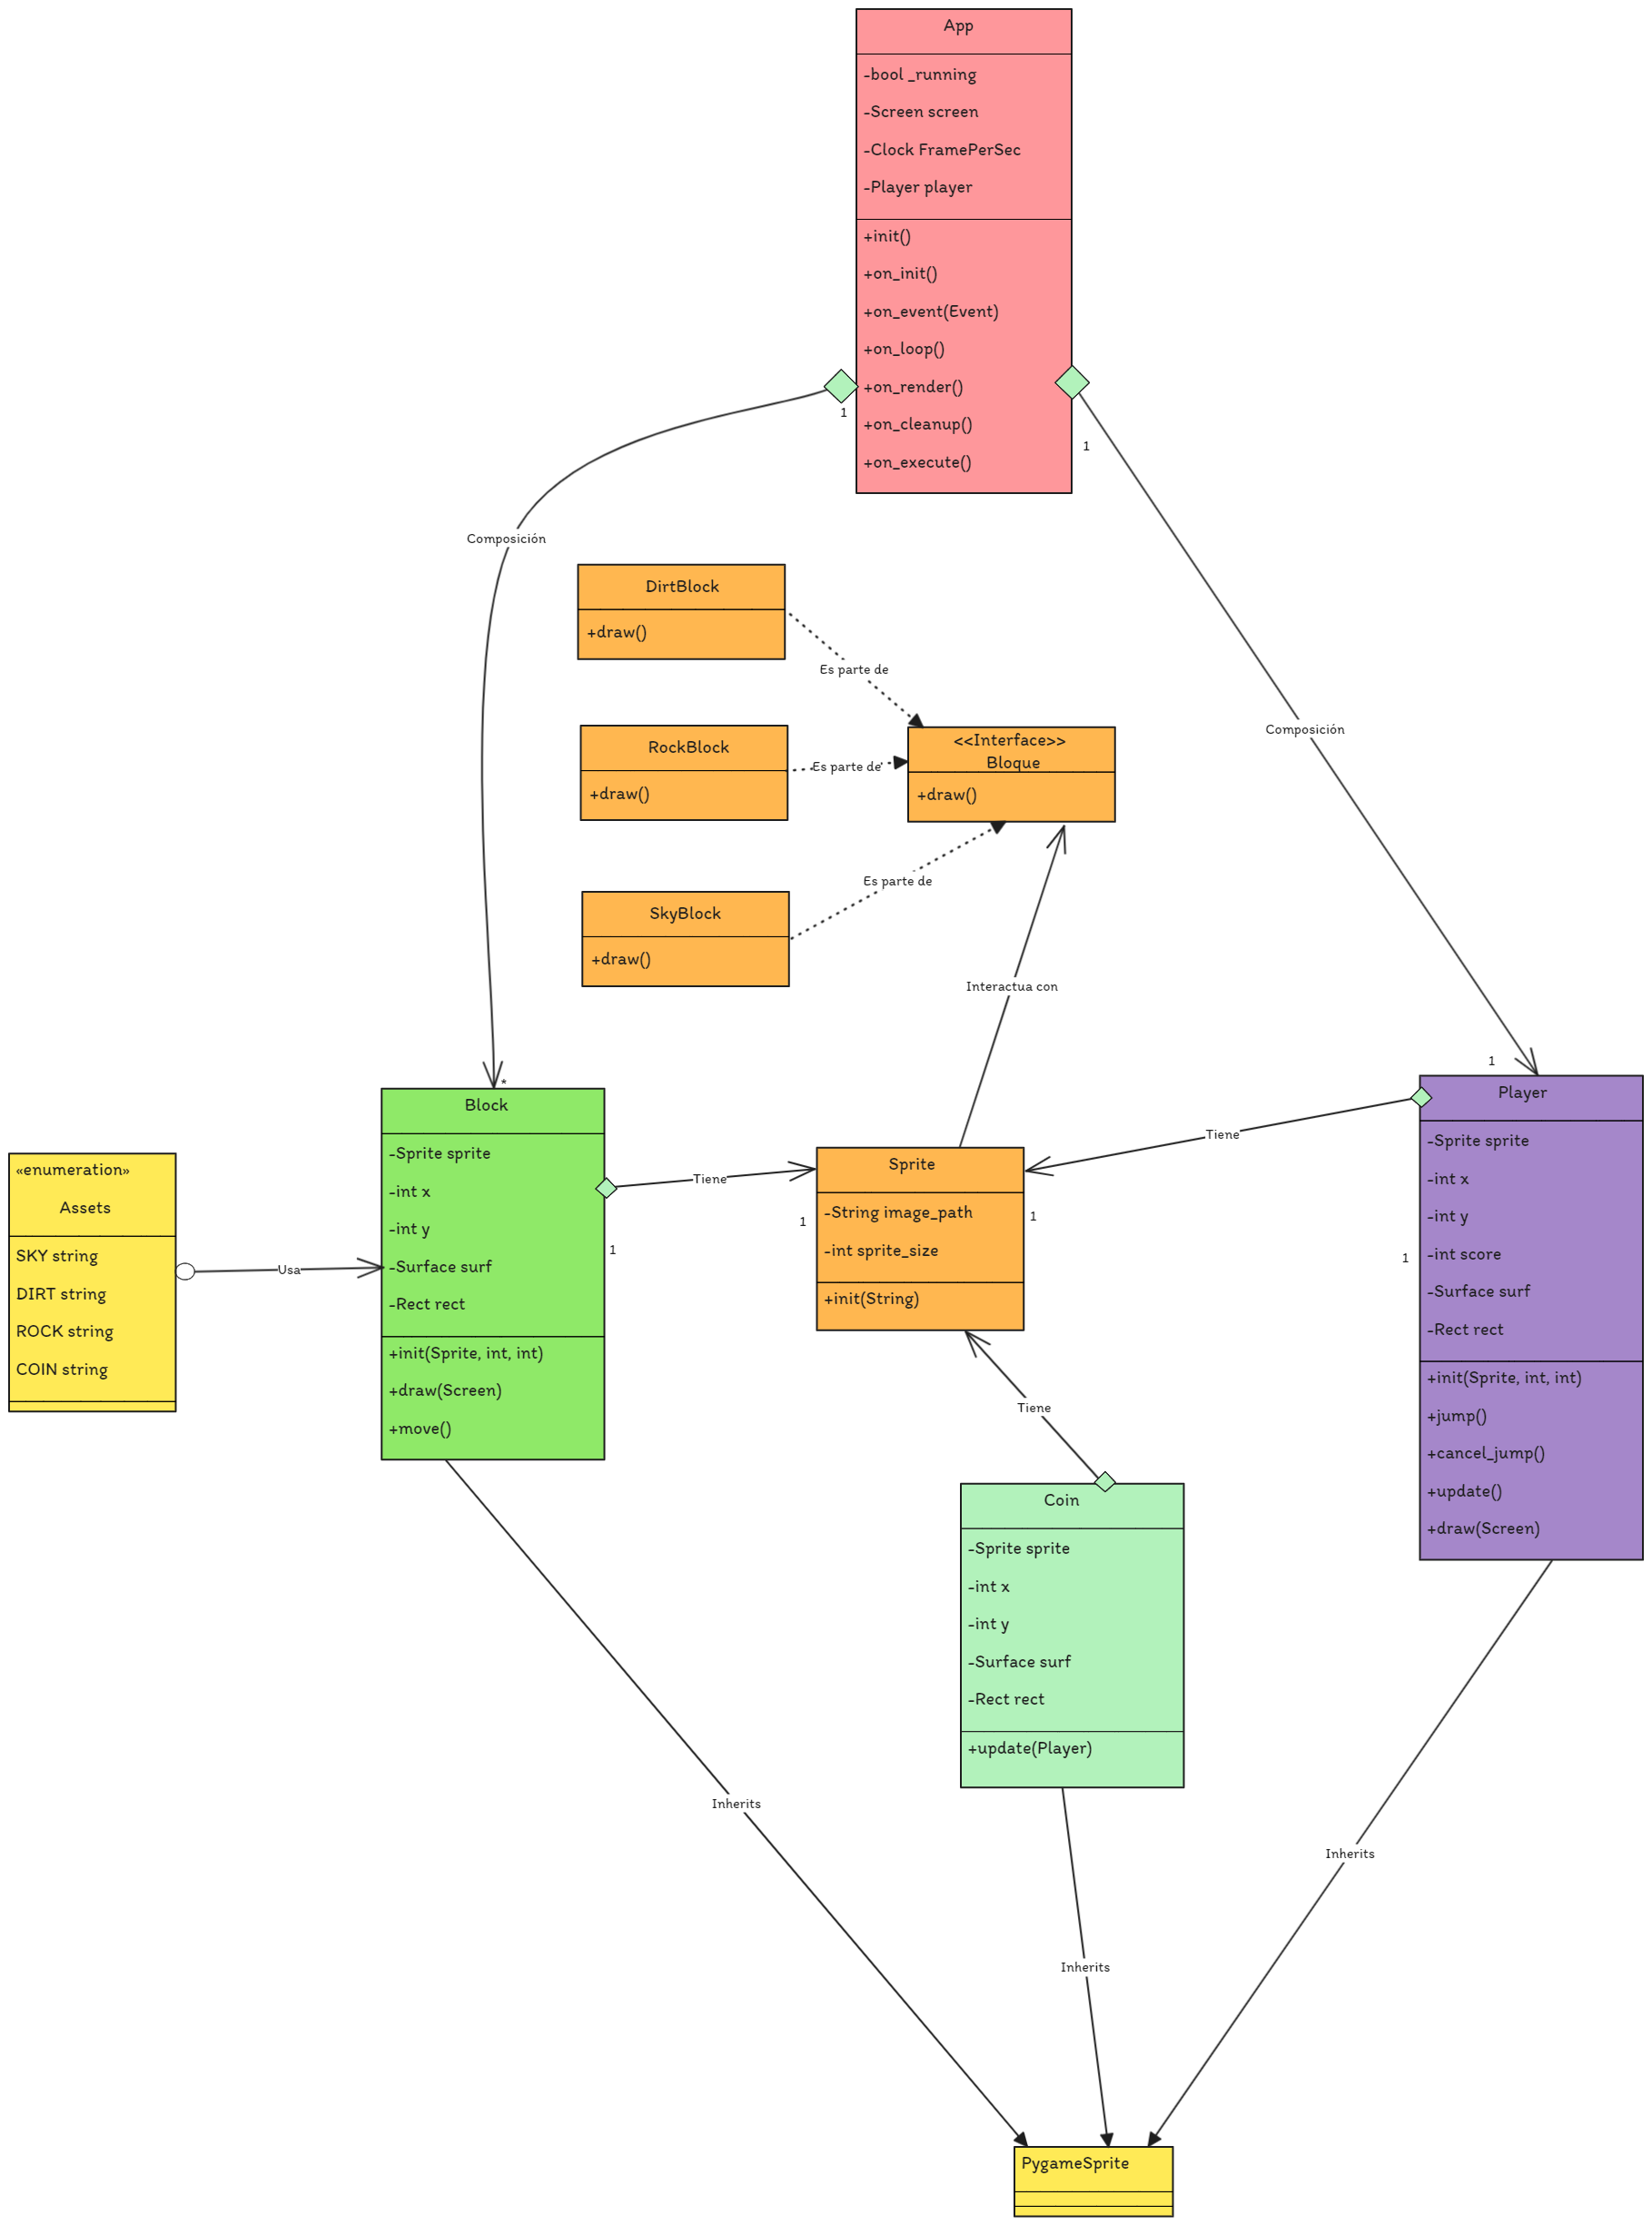 App
-bool _running
-Screen screen
-Clock FramePerSec
-Player player
+init()
+on_init()
+on_event(Event)
+on_loop()
+on_render()
+on_cleanup()
+on_execute()
1
1
Composición
DirtBlock
+draw()
Es parte de
RockBlock
+draw()
Es parte de
<<Interface>>
Bloque
+draw()
Composición
SkyBlock
+draw()
Es parte de
Interactua con
*
1
Block
-Sprite sprite
-int x
-int y
-Surface surf
-Rect rect
+init(Sprite, int, int)
+draw(Screen)
+move()
«enumeration»
Assets
SKY string
DIRT string
ROCK string
COIN string
Usa
Tiene
1
1
Sprite
-String image_path
-int sprite_size
+init(String)
1
Tiene
1
Player
-Sprite sprite
-int x
-int y
-int score
-Surface surf
-Rect rect
+init(Sprite, int, int)
+jump()
+cancel_jump()
+update()
+draw(Screen)
Tiene
Coin
-Sprite sprite
-int x
-int y
-Surface surf
-Rect rect
+update(Player)
Inherits
Inherits
Inherits
PygameSprite